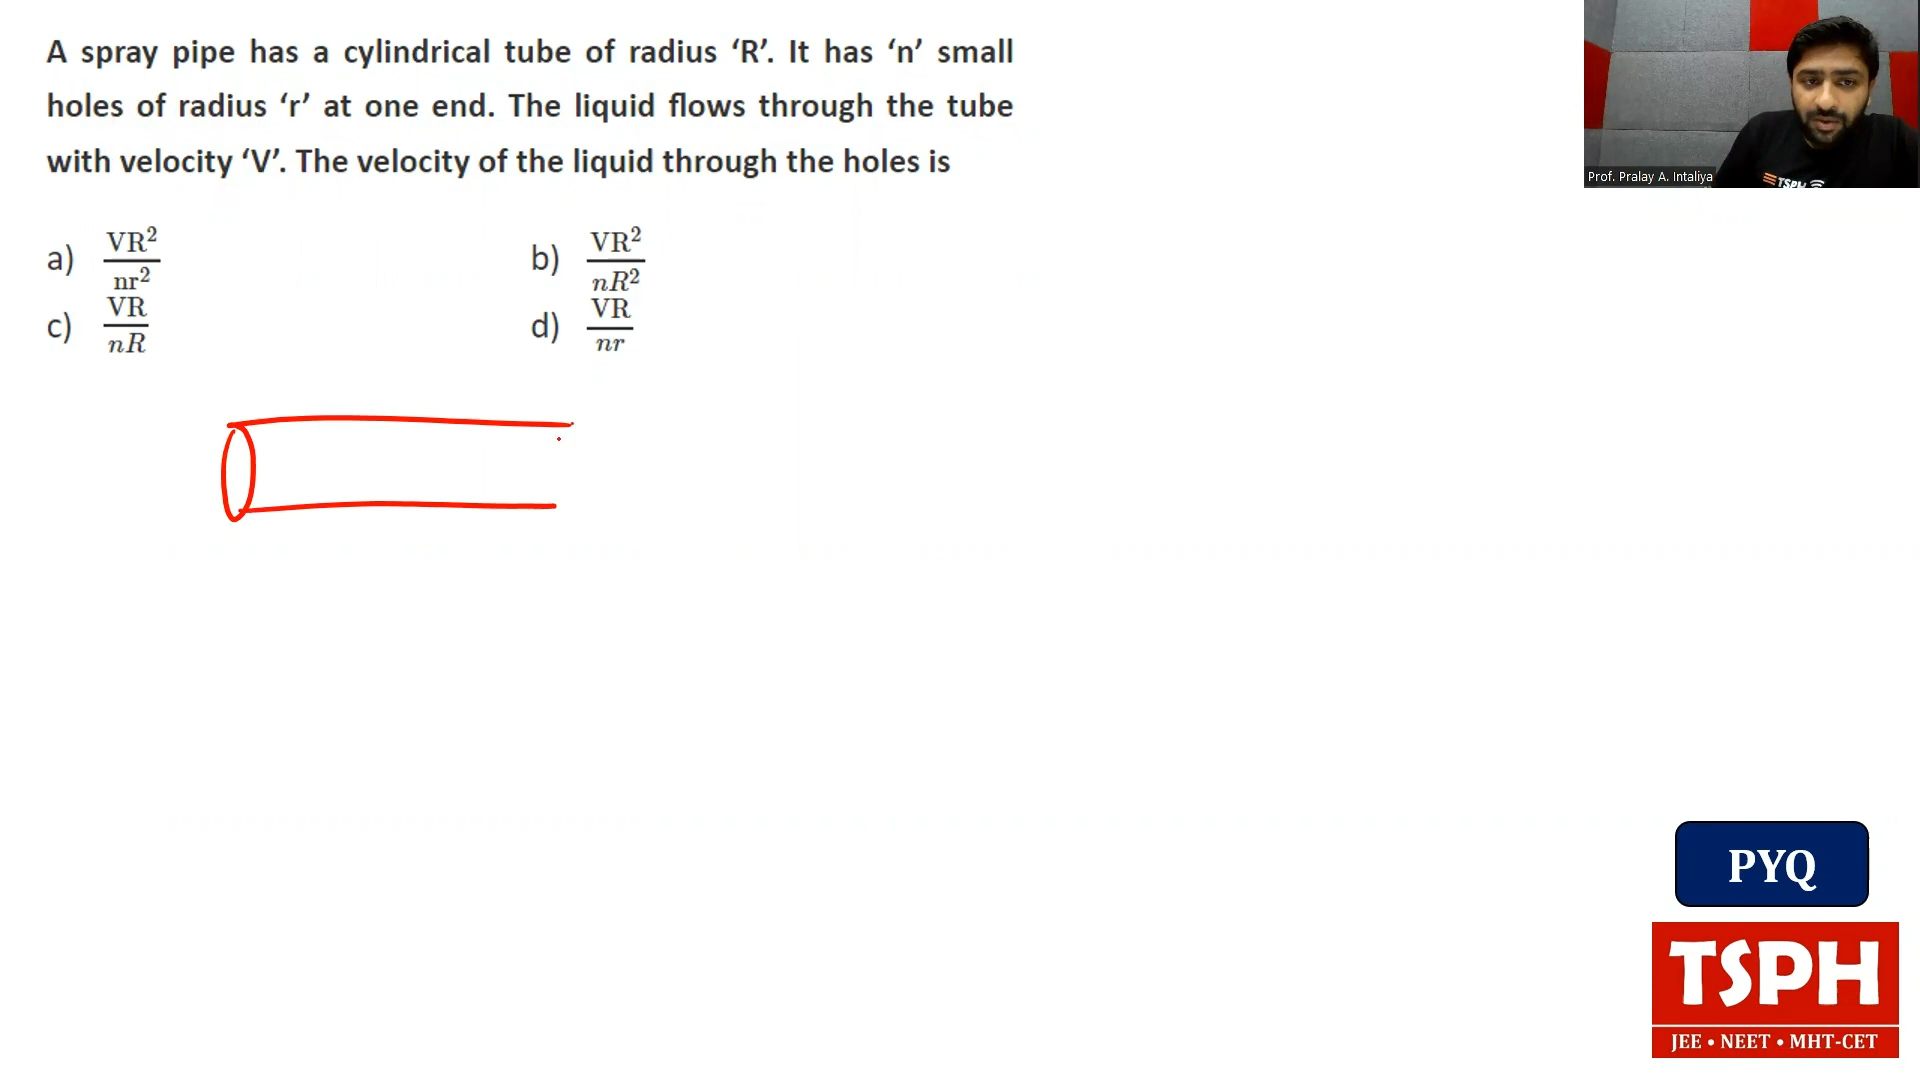 A spray pipe has a cylindrical tube of radius ‘R’. It has ‘n’ small
holes of radius ‘r’ at one end. The liquid flows through the tube
with velocity ‘V’. The velocity of the liquid through the holes is
a) VR²/nr² b) VR²/nR²
c) VR/nR d) VR/nr
Prof. Pralay A. Intaliya
TSPH
PYQ
TSPH
JEE • NEET • MHT-CET